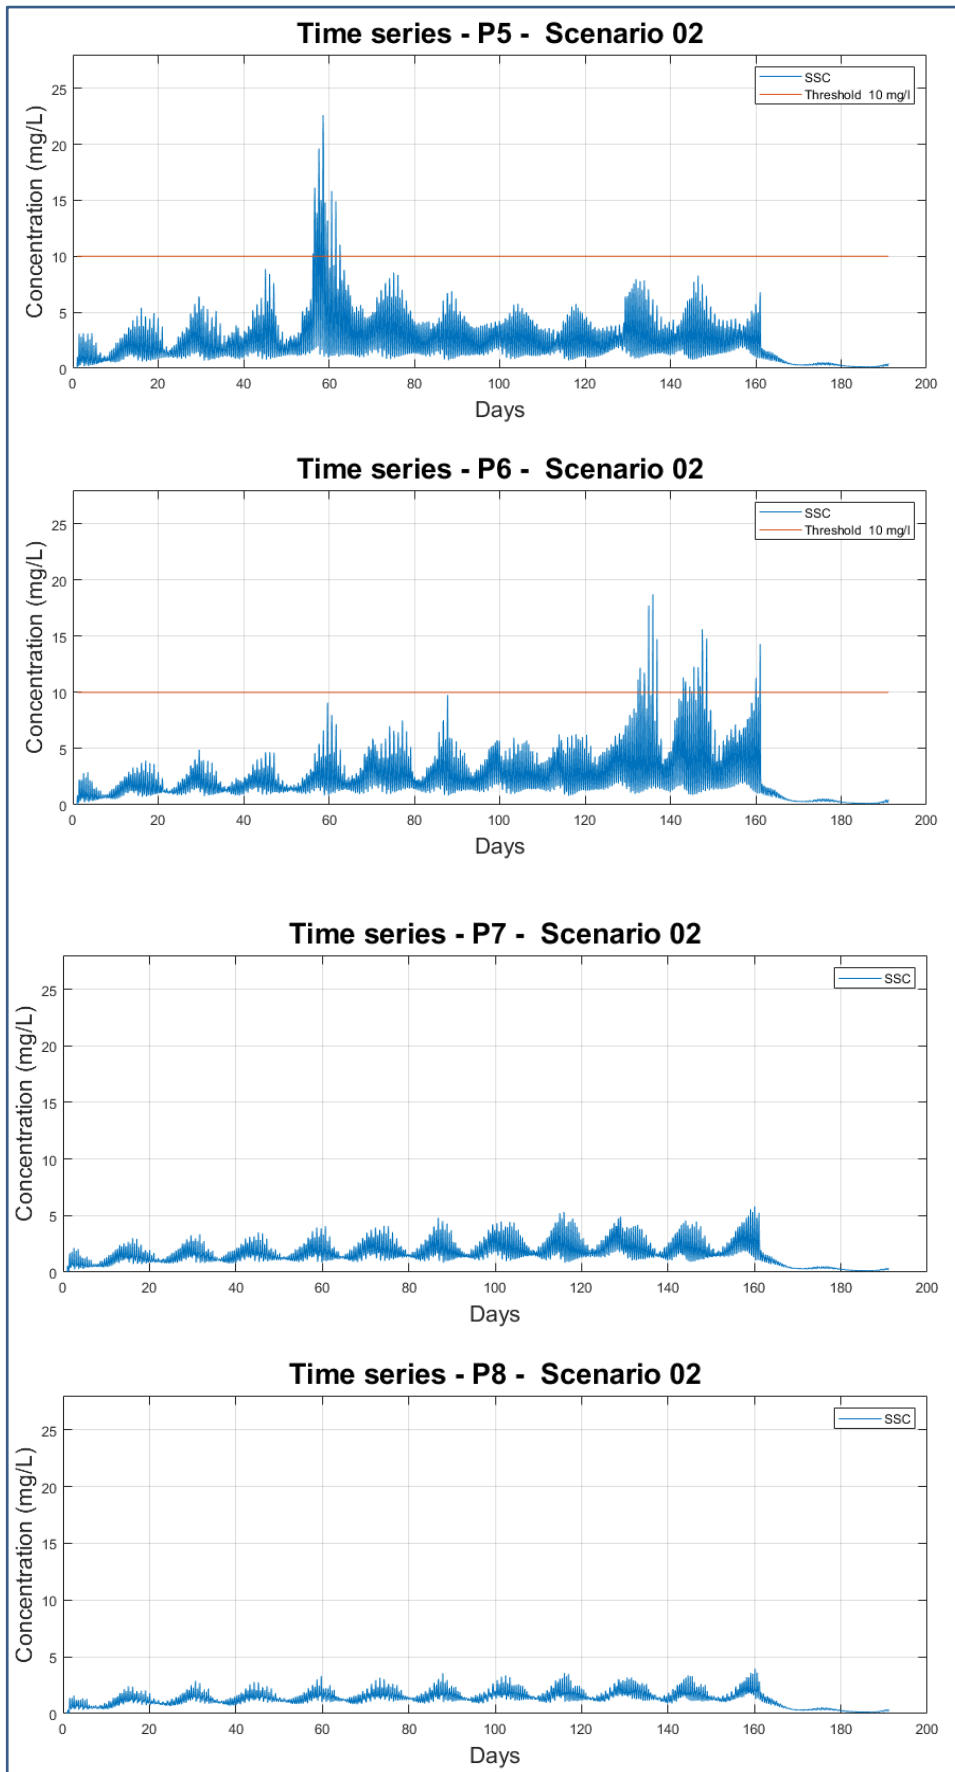 Time series - P5 -  Scenario 02
Concentration (mg/L)
25
20
15
10
5
0
SSC
Threshold  10 mg/l
0 20 40 60 80 100 120 140 160 180 200
Days
Time series - P6 -  Scenario 02
Concentration (mg/L)
25
20
15
10
5
0
SSC
Threshold  10 mg/l
0 20 40 60 80 100 120 140 160 180 200
Days
Time series - P7 -  Scenario 02
Concentration (mg/L)
25
20
15
10
5
0
SSC
0 20 40 60 80 100 120 140 160 180 200
Days
Time series - P8 -  Scenario 02
Concentration (mg/L)
25
20
15
10
5
0
SSC
0 20 40 60 80 100 120 140 160 180 200
Days